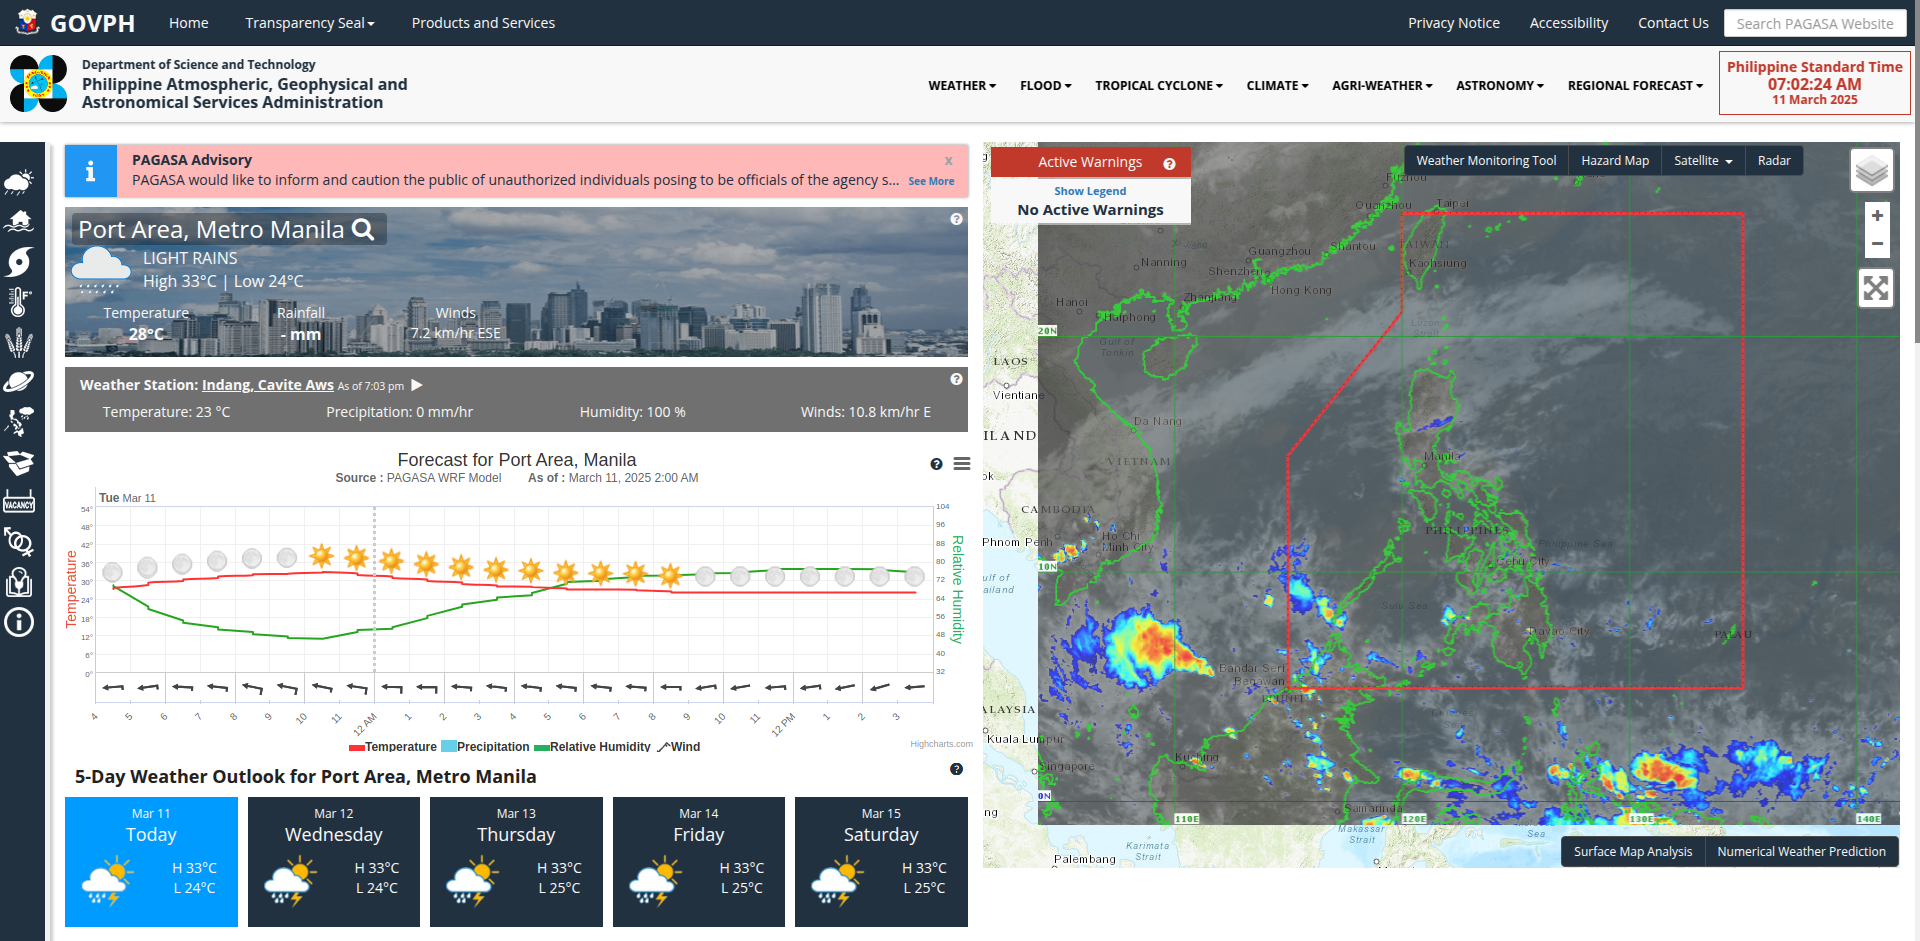 GOVPH
Home
Transparency Seal
Products and Services
Privacy Notice
Accessibility
Contact Us
Search PAGASA Website
Department of Science and Technology
Philippine Atmospheric, Geophysical and
Astronomical Services Administration
WEATHER
FLOOD
TROPICAL CYCLONE
CLIMATE
AGRI-WEATHER
ASTRONOMY
REGIONAL FORECAST
Philippine Standard Time
07:02:24 AM
11 March 2025
VACANCY
PAGASA Advisory
x
PAGASA would like to inform and caution the public of unauthorized individuals posing to be officials of the agency s... See More
Port Area, Metro Manila
LIGHT RAINS
High 33°C | Low 24°C
Temperature
28°C
Rainfall
- mm
Winds
7.2 km/hr ESE
Weather Station: Indang, Cavite Aws As of 7:03 pm
Temperature: 23 °C
Precipitation: 0 mm/hr
Humidity: 100 %
Winds: 10.8 km/hr E
Forecast for Port Area, Manila
Source : PAGASA WRF Model As of : March 11, 2025 2:00 AM
Tue Mar 11
Temperature
54°
48°
42°
36°
30°
24°
18°
12°
6°
0°
104
96
88
80
72
64
56
48
40
32
Relative Humidity
4 5 6 7 8 9 10 11 12 AM 1 2 3 4 5 6 7 8 9 10 11 12 PM 1 2 3
Temperature Precipitation Relative Humidity Wind
Highcharts.com
5-Day Weather Outlook for Port Area, Metro Manila
Mar 11
Today
H 33°C
L 24°C
Mar 12
Wednesday
H 33°C
L 24°C
Mar 13
Thursday
H 33°C
L 25°C
Mar 14
Friday
H 33°C
L 25°C
Mar 15
Saturday
H 33°C
L 25°C
Active Warnings
Show Legend
No Active Warnings
Weather Monitoring Tool
Hazard Map
Satellite
Radar
+
−
Fuzhou
Quanzhou
Taipei
Guangzhou
Shantou
TAIWAN
Nanning
Shenzhen
Kaohsiung
Hanoi
Zhanjiang
Hong Kong
Haiphong
20N
Luzon
Strait
Gulf of
Tonkin
LAOS
Vientiane
Da Nang
ILAND
Manila
VIETNAM
ok
CAMBODIA
PHILIPPINES
Phnom Penh
Ho Chi
Minh City
Philippine Sea
10N
Cebu City
ulf of
ailand
Sulu Sea
Davao City
PALAU
Bandar Seri
Begawan
BRUNEI
ALAYSIA
Kuala Lumpur
Kuching
Singapore
0N
Samarinda
ng
110E
120E
130E
140E
Makassar
Strait
Sea
Karimata
Strait
Palembang
Surface Map Analysis
Numerical Weather Prediction